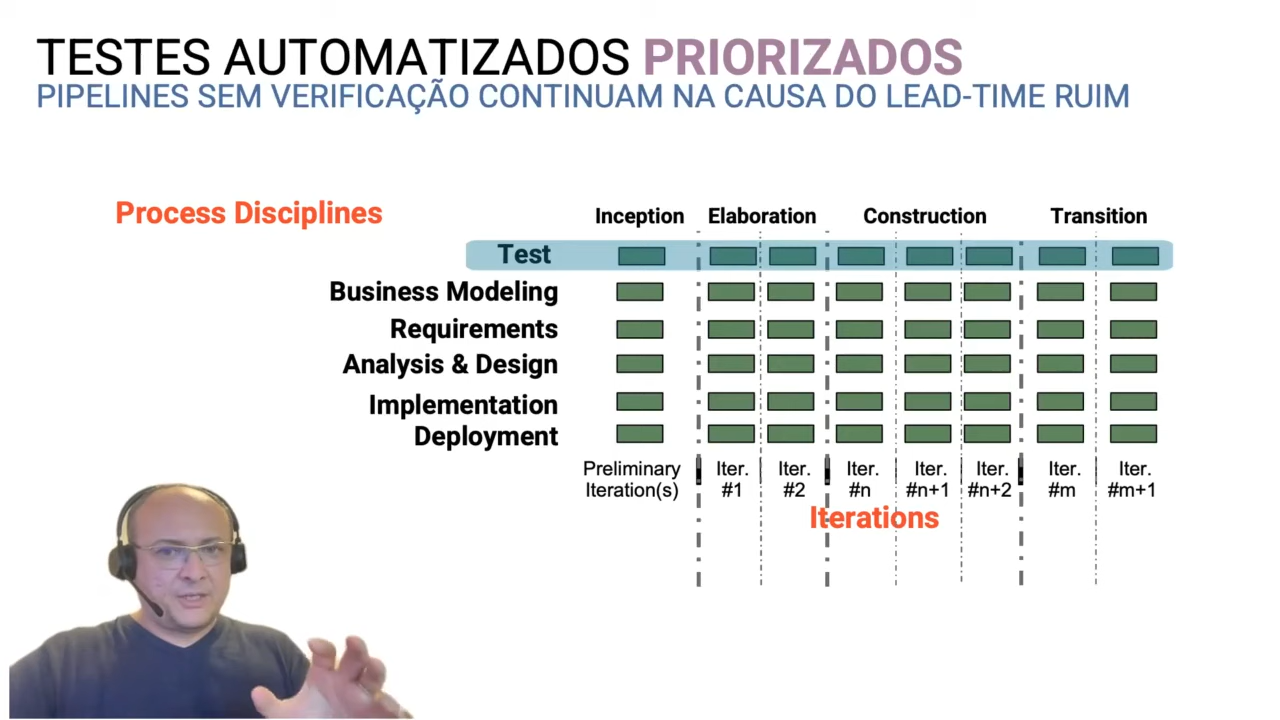 TESTES AUTOMATIZADOS PRIORIZADOS
PIPELINES SEM VERIFICAÇÃO CONTINUAM NA CAUSA DO LEAD-TIME RUIM
Process Disciplines
Inception Elaboration Construction Transition
Test
Business Modeling
Requirements
Analysis & Design
Implementation
Deployment
Preliminary Iter. Iter. Iter. Iter. Iter. Iter. Iter.
Iteration(s) #1 #2 #n #n+1 #n+2 #m #m+1
Iterations